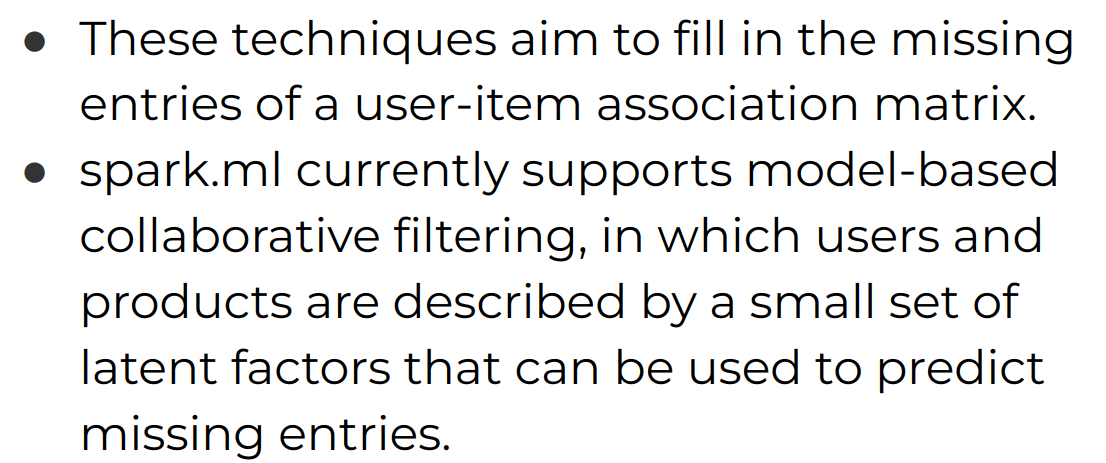 ● These techniques aim to fill in the missing
entries of a user-item association matrix.
● spark.ml currently supports model-based
collaborative filtering, in which users and
products are described by a small set of
latent factors that can be used to predict
missing entries.